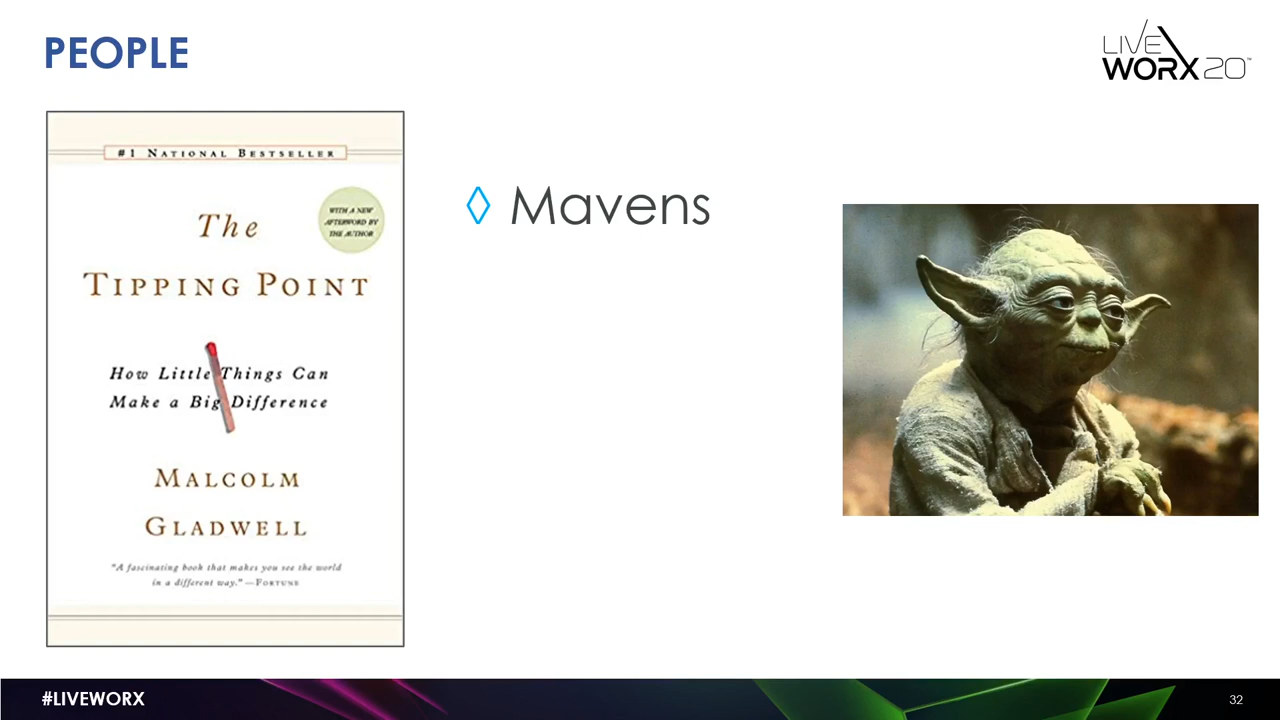 PEOPLE
LIVE
WORX 20™
#1 NATIONAL BESTSELLER
WITH A NEW
AFTERWORD BY
THE AUTHOR
The
TIPPING POINT
How Little Things Can
Make a Big Difference
MALCOLM
GLADWELL
"A fascinating book that makes you see the world
in a different way." —FORTUNE
◊ Mavens
#LIVEWORX
32